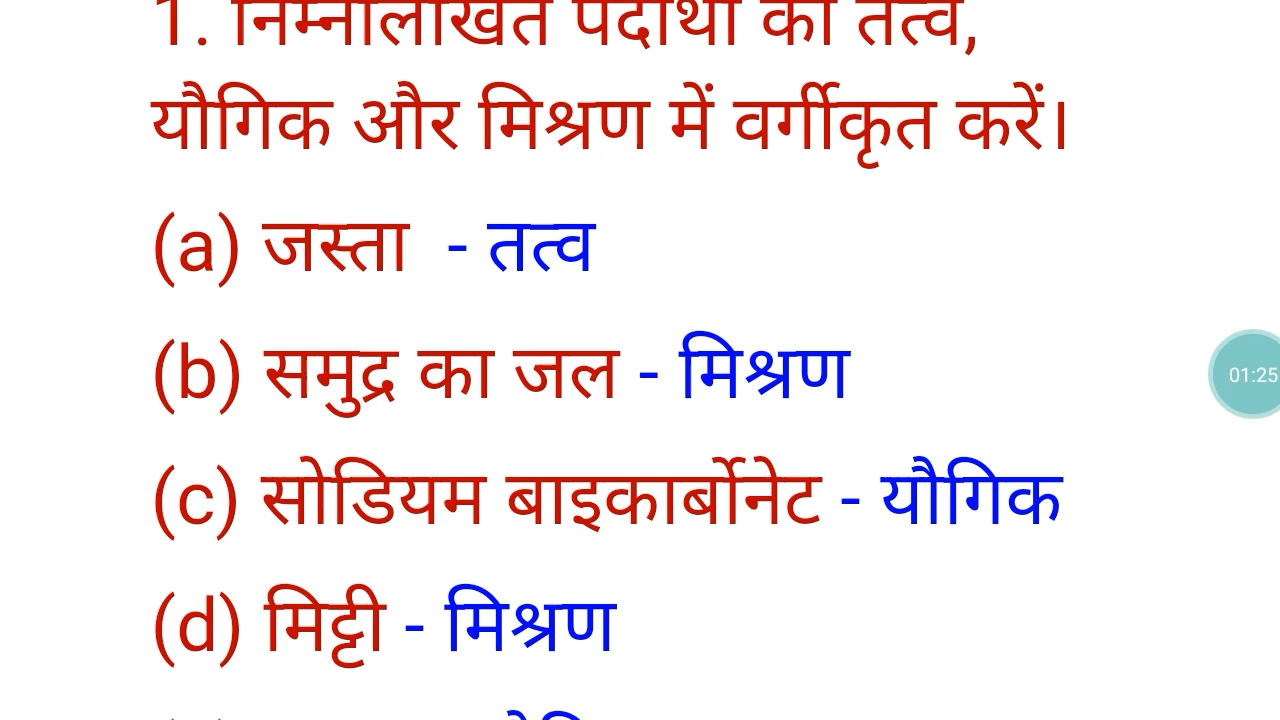 1. निम्नलिखित पदार्थों को तत्व,
यौगिक और मिश्रण में वर्गीकृत करें।
(a) जस्ता - तत्व
(b) समुद्र का जल - मिश्रण
(c) सोडियम बाइकार्बोनेट - यौगिक
(d) मिट्टी - मिश्रण
01:25